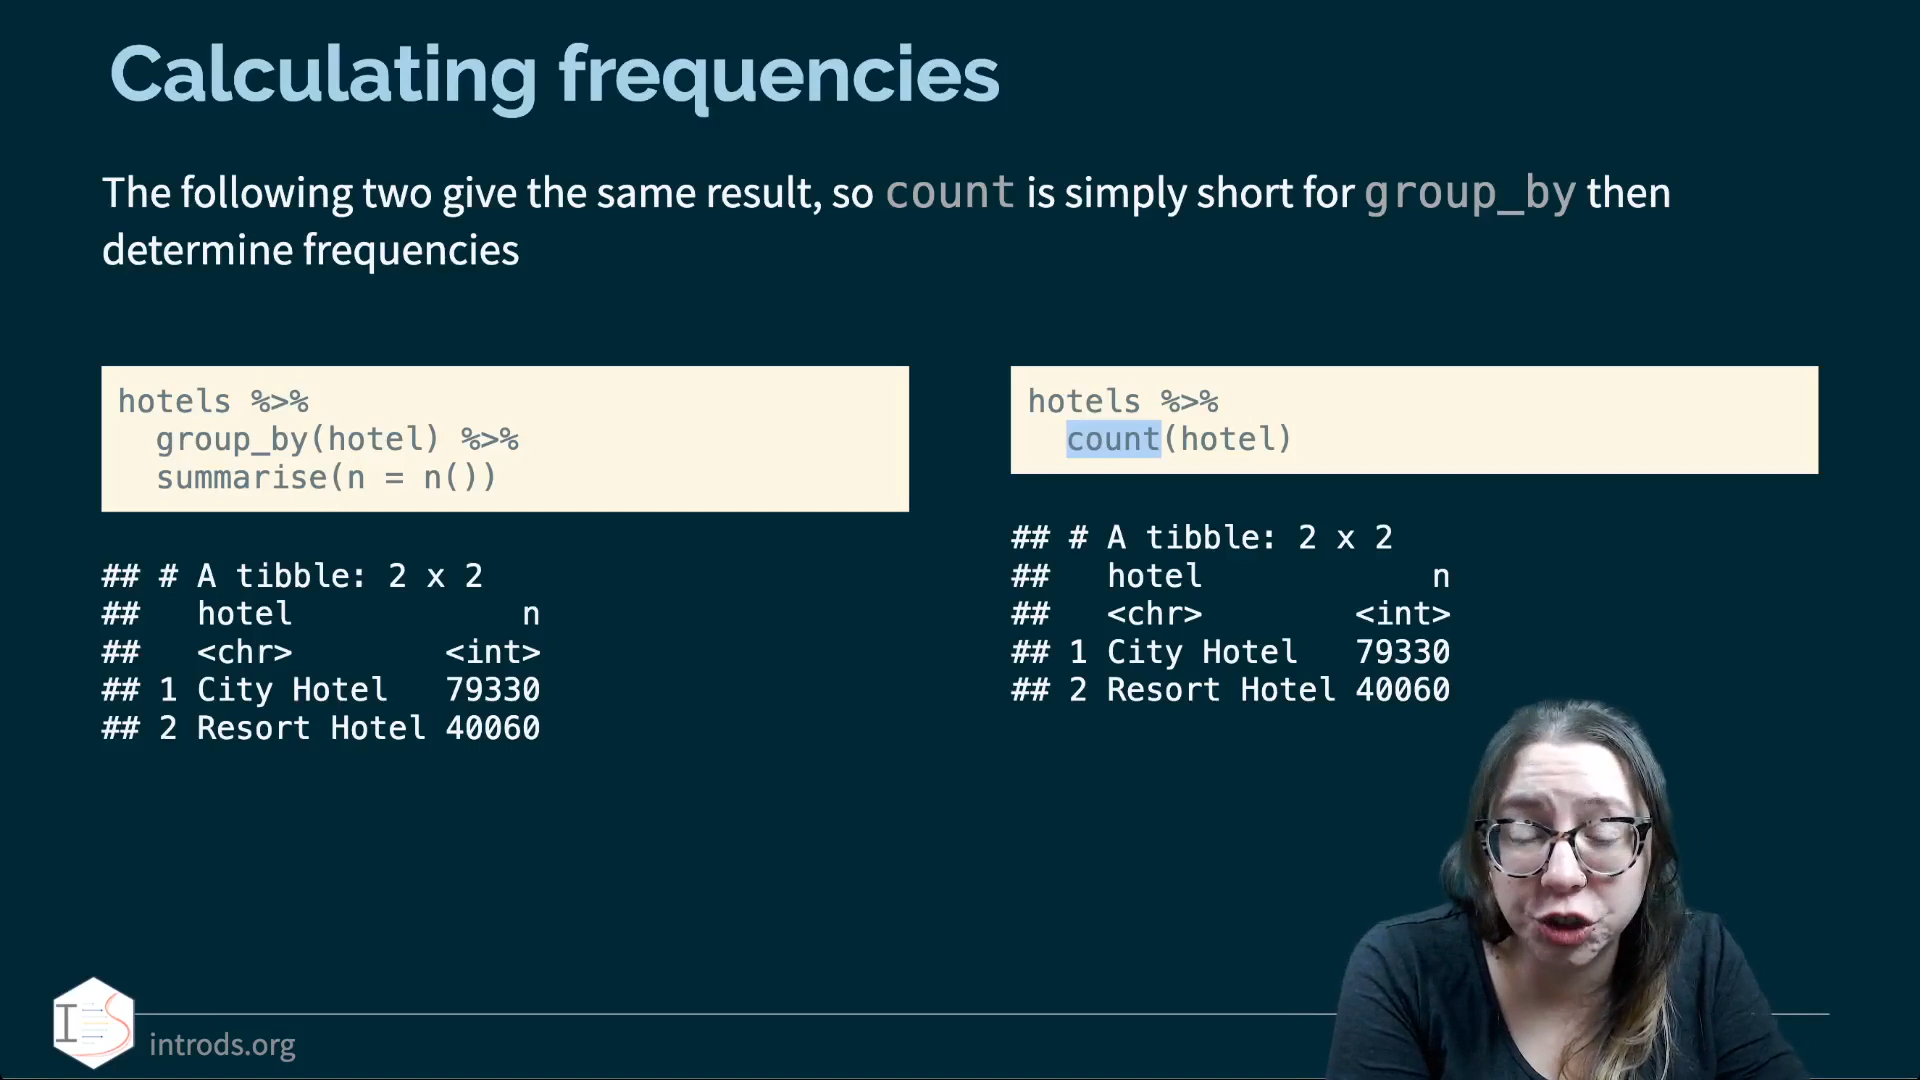 Calculating frequencies
The following two give the same result, so count is simply short for group_by then
determine frequencies
hotels %>%
  group_by(hotel) %>%
  summarise(n = n())
## # A tibble: 2 x 2
##   hotel            n
##   <chr>        <int>
## 1 City Hotel   79330
## 2 Resort Hotel 40060
hotels %>%
  count(hotel)
## # A tibble: 2 x 2
##   hotel            n
##   <chr>        <int>
## 1 City Hotel   79330
## 2 Resort Hotel 40060
IS
introds.org